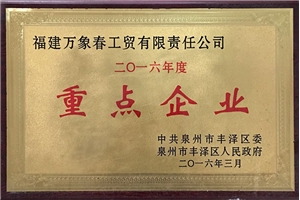 福建万象春工贸有限责任公司
二〇一六年度
重点企业
中共泉州市丰泽区委
泉州市丰泽区人民政府
二〇一六年三月